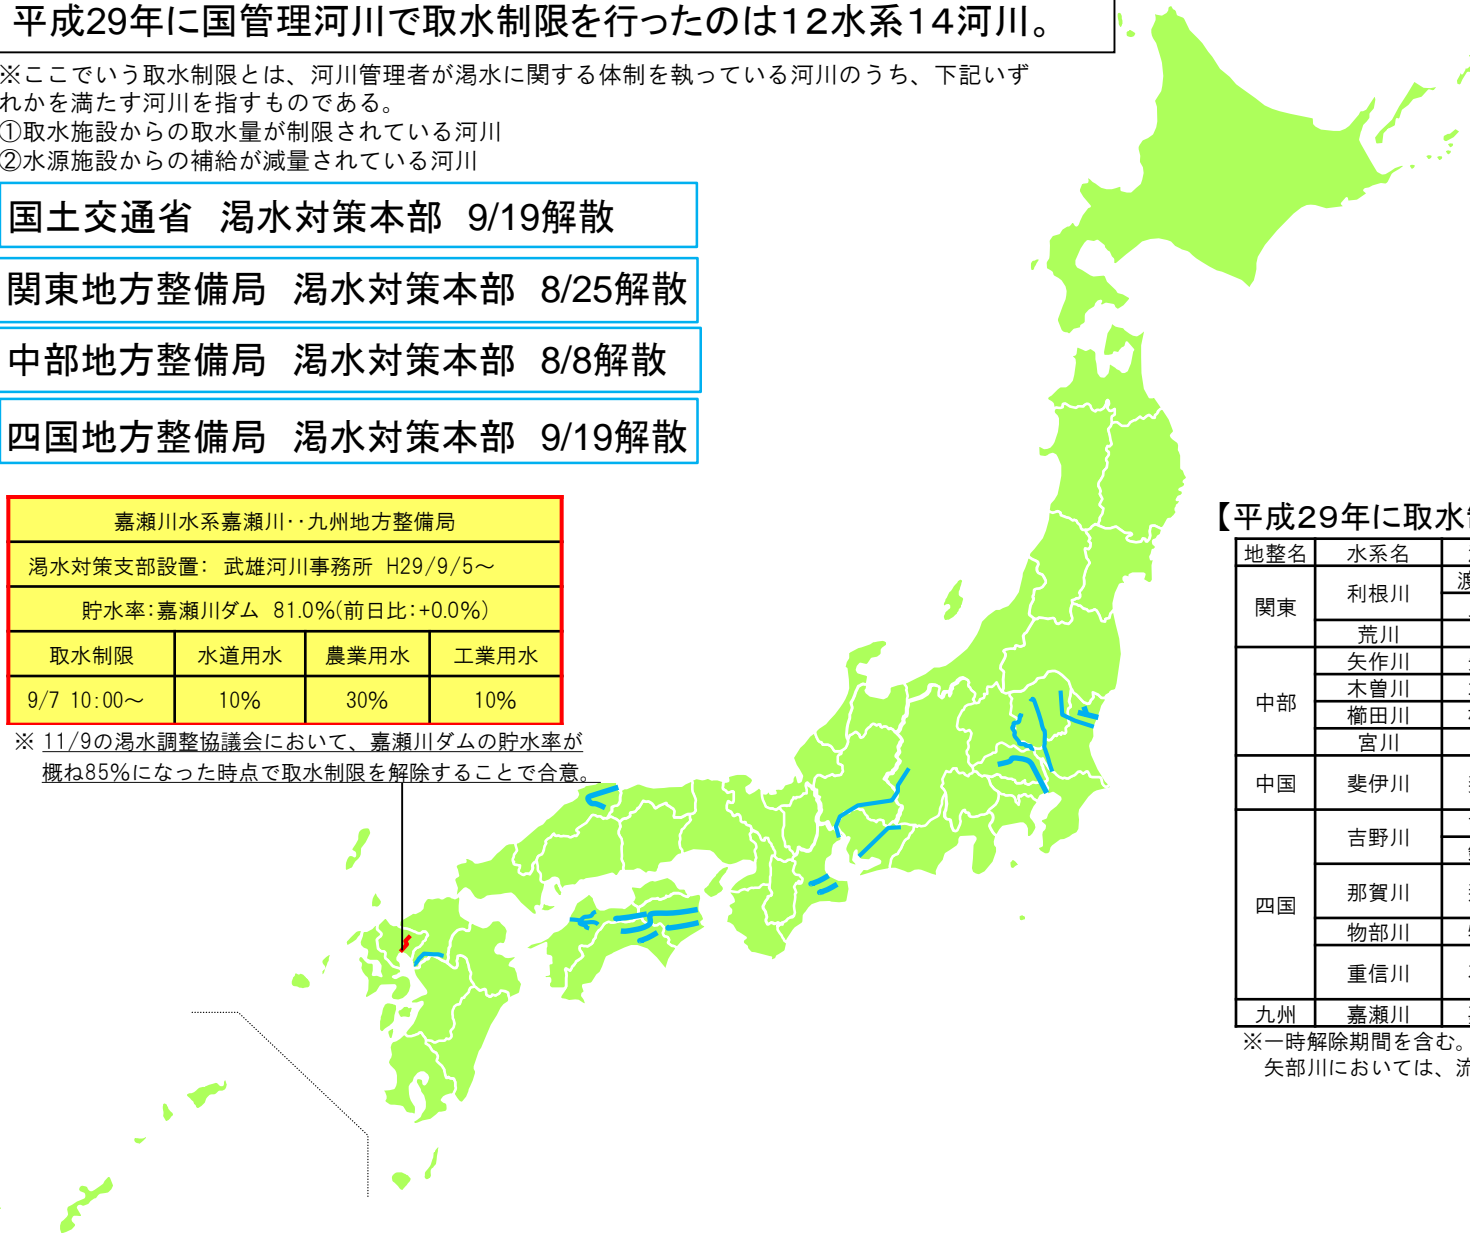 平成29年に国管理河川で取水制限を行ったのは１２水系１４河川。
※ここでいう取水制限とは、河川管理者が渇水に関する体制を執っている河川のうち、下記いず
れかを満たす河川を指すものである。
①取水施設からの取水量が制限されている河川
②水源施設からの補給が減量されている河川
国土交通省　渇水対策本部　9/19解散
関東地方整備局　渇水対策本部　8/25解散
中部地方整備局　渇水対策本部　8/8解散
四国地方整備局　渇水対策本部　9/19解散
嘉瀬川水系嘉瀬川‥九州地方整備局
渇水対策支部設置：　武雄河川事務所　H29/9/5～
貯水率：嘉瀬川ダム　81.0%(前日比：+0.0%)
取水制限　水道用水　農業用水　工業用水
9/7 10:00～　10%　30%　10%
※ 11/9の渇水調整協議会において、嘉瀬川ダムの貯水率が
概ね85%になった時点で取水制限を解除することで合意。
【平成２９年に取水
地整名　水系名
関東　利根川　渡
荒川
中部　矢作川
木曽川
櫛田川
宮川
中国　斐伊川
四国　吉野川
那賀川
物部川
重信川
九州　嘉瀬川
※一時解除期間を含む。
矢部川においては、流